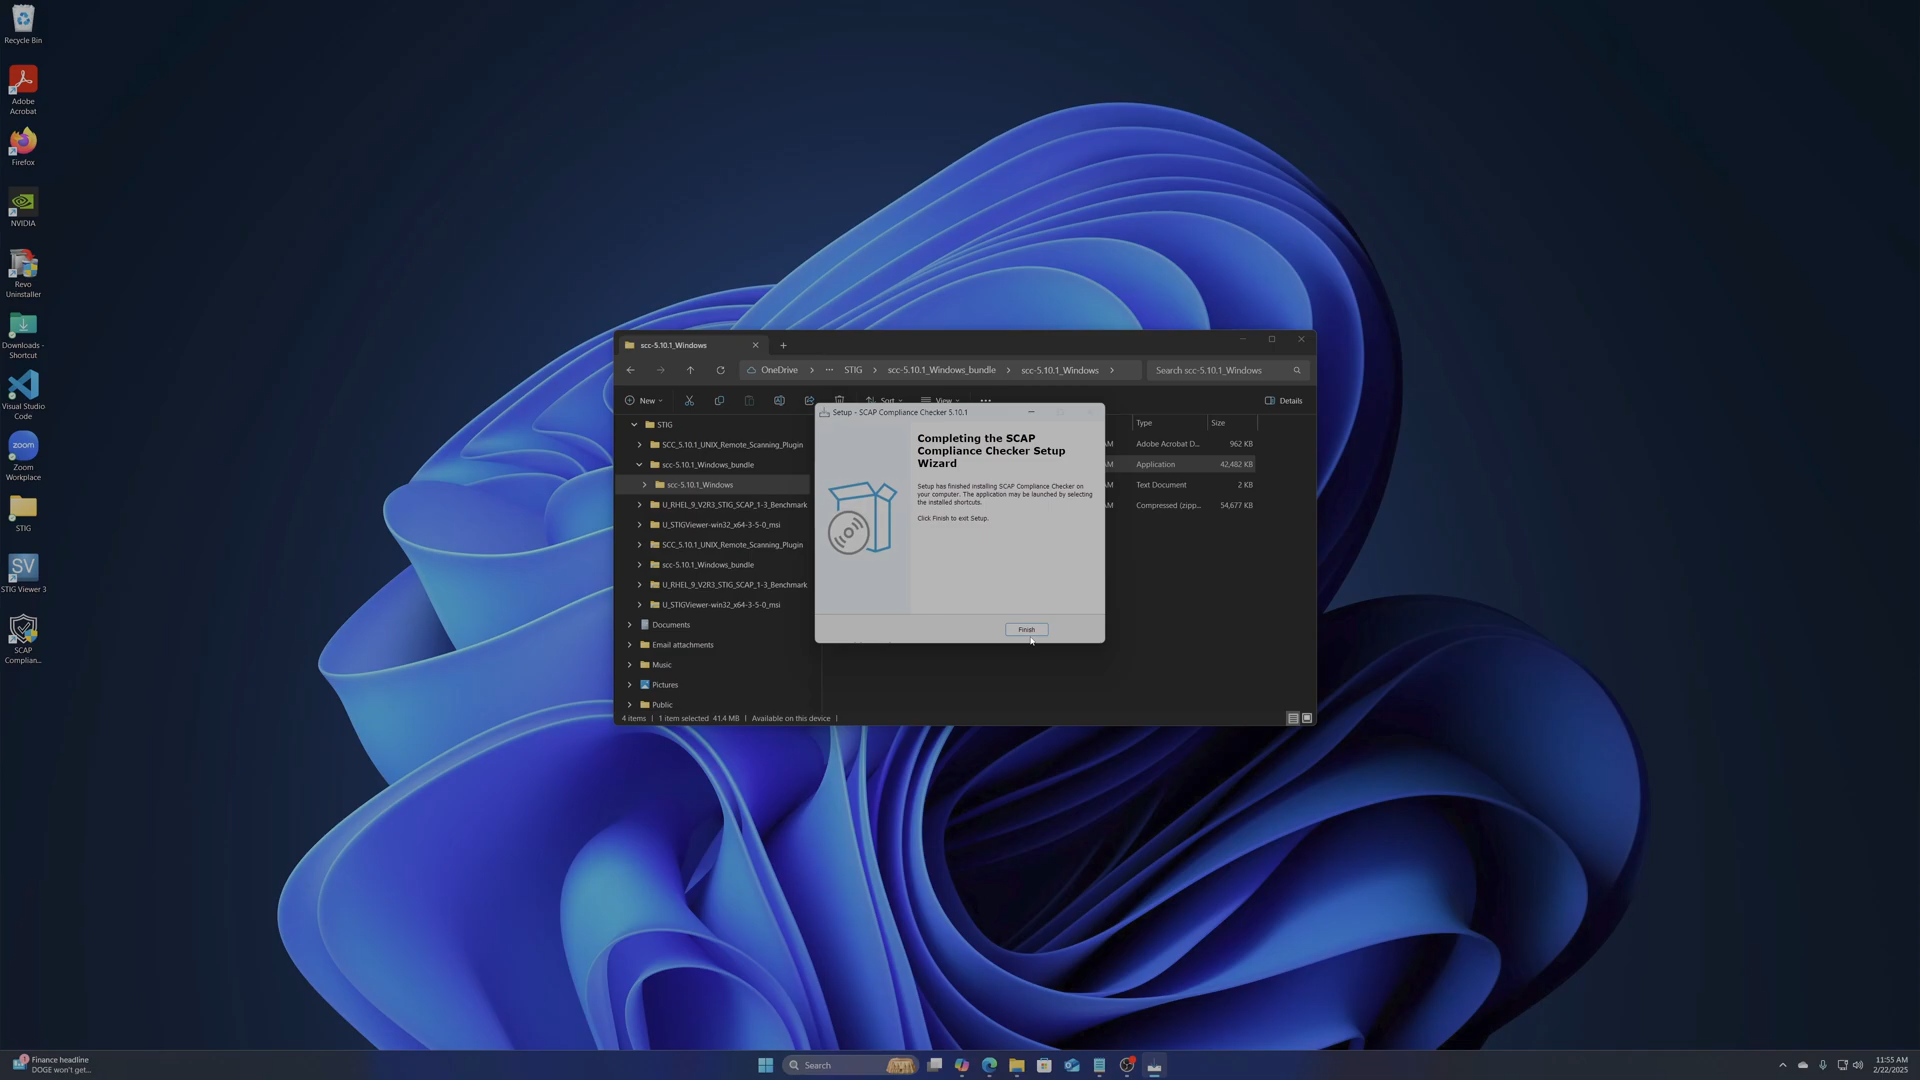 Recycle Bin
Adobe
Acrobat
Firefox
NVIDIA
Revo
Uninstaller
Downloads -
Shortcut
Visual Studio
Code
zoom
Zoom
Workplace
STIG
SV
STIG Viewer 3
SCAP
Complian...
scc-5.10.1_Windows
OneDrive
STIG
scc-5.10.1_Windows_bundle
scc-5.10.1_Windows
Search scc-5.10.1_Windows
New
Sort
View
Details
STIG
SCC_5.10.1_UNIX_Remote_Scanning_Plugin
scc-5.10.1_Windows_bundle
scc-5.10.1_Windows
U_RHEL_9_V2R3_STIG_SCAP_1-3_Benchmark
U_STIGViewer-win32_x64-3-5-0_msi
SCC_5.10.1_UNIX_Remote_Scanning_Plugin
scc-5.10.1_Windows_bundle
U_RHEL_9_V2R3_STIG_SCAP_1-3_Benchmark
U_STIGViewer-win32_x64-3-5-0_msi
Documents
Email attachments
Music
Pictures
Public
Setup - SCAP Compliance Checker 5.10.1
Completing the SCAP
Compliance Checker Setup
Wizard
Setup has finished installing SCAP Compliance Checker on
your computer. The application may be launched by selecting
the installed shortcuts.
Click Finish to exit Setup.
Finish
Type Size
AM Adobe Acrobat D... 962 KB
Application 42,482 KB
AM Text Document 2 KB
AM Compressed (zipp... 54,677 KB
4 items | 1 item selected 41.4 MB | Available on this device |
1
Finance headline
DOGE won't get...
Search
11:55 AM
2/22/2025